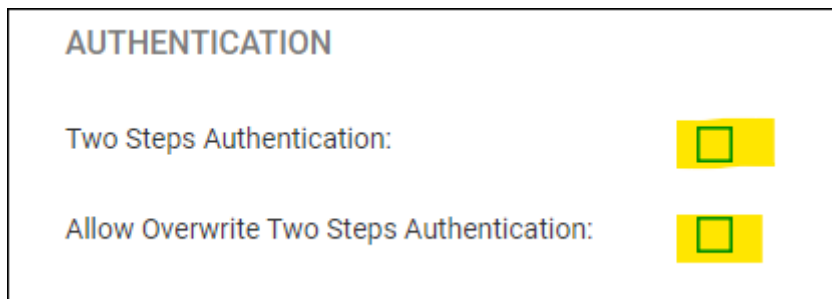 AUTHENTICATION
Two Steps Authentication:
Allow Overwrite Two Steps Authentication: